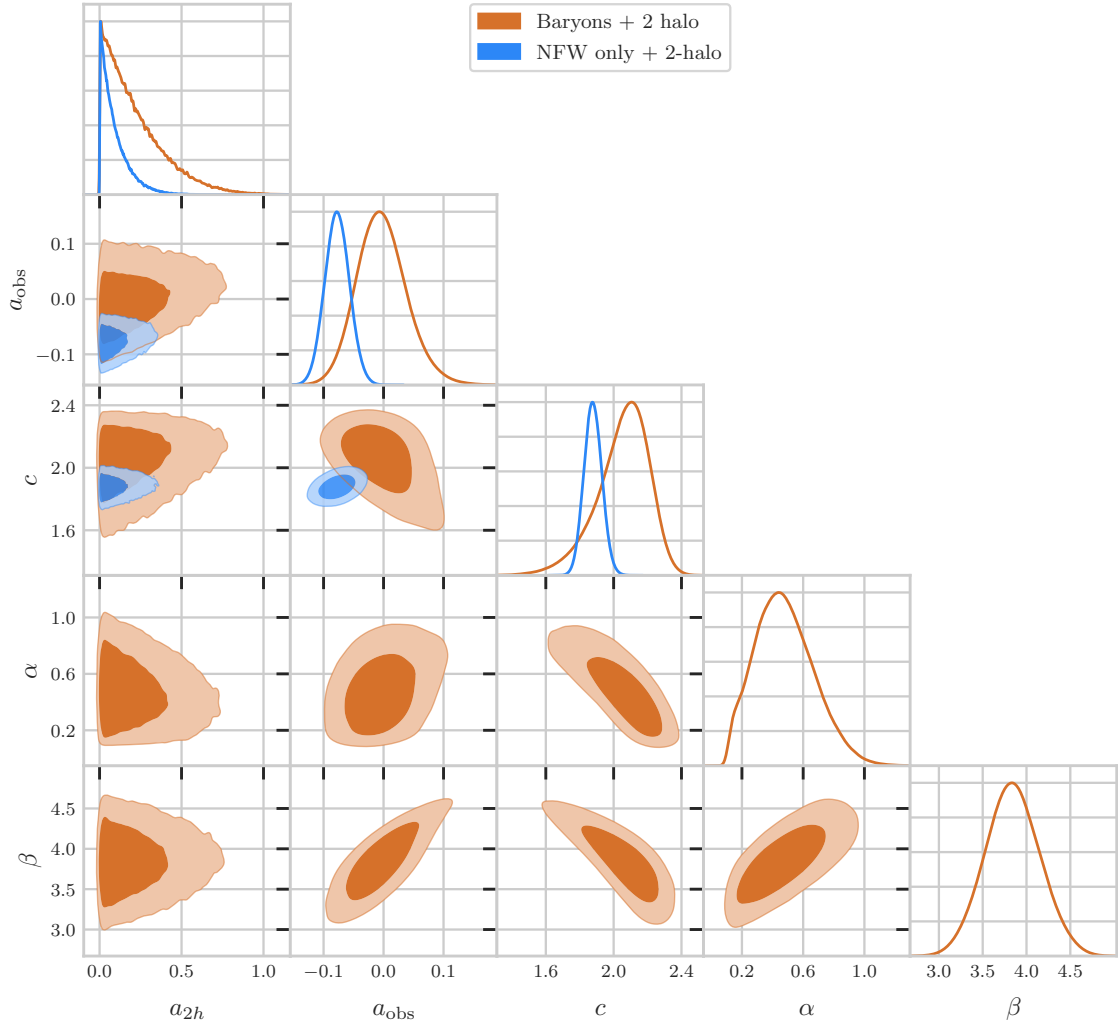 Baryons + 2 halo
NFW only + 2-halo
0.1
0.0
−0.1
a_obs
2.4
2.0
1.6
c
1.0
0.6
0.2
α
4.5
4.0
3.5
3.0
β
0.0 0.5 1.0
−0.1 0.0 0.1
1.6 2.0 2.4
0.2 0.6 1.0
3.0 3.5 4.0 4.5
a_2h a_obs c α β